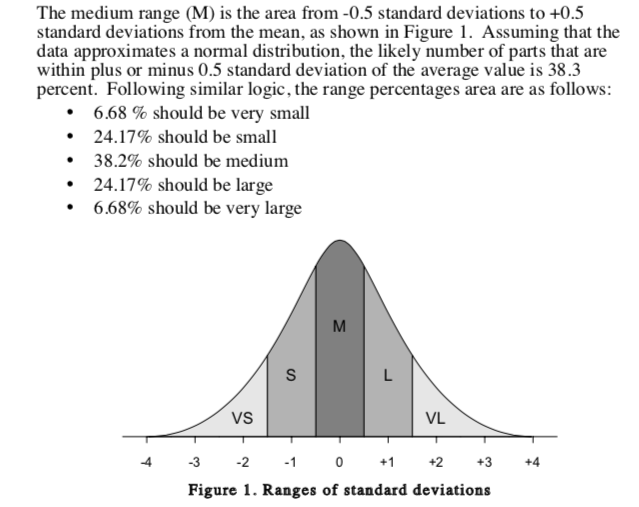 The medium range (M) is the area from -0.5 standard deviations to +0.5
standard deviations from the mean, as shown in Figure 1. Assuming that the
data approximates a normal distribution, the likely number of parts that are
within plus or minus 0.5 standard deviation of the average value is 38.3
percent. Following similar logic, the range percentages area are as follows:
• 6.68 % should be very small
• 24.17% should be small
• 38.2% should be medium
• 24.17% should be large
• 6.68% should be very large
M
S
L
VS
VL
-4 -3 -2 -1 0 +1 +2 +3 +4
Figure 1. Ranges of standard deviations